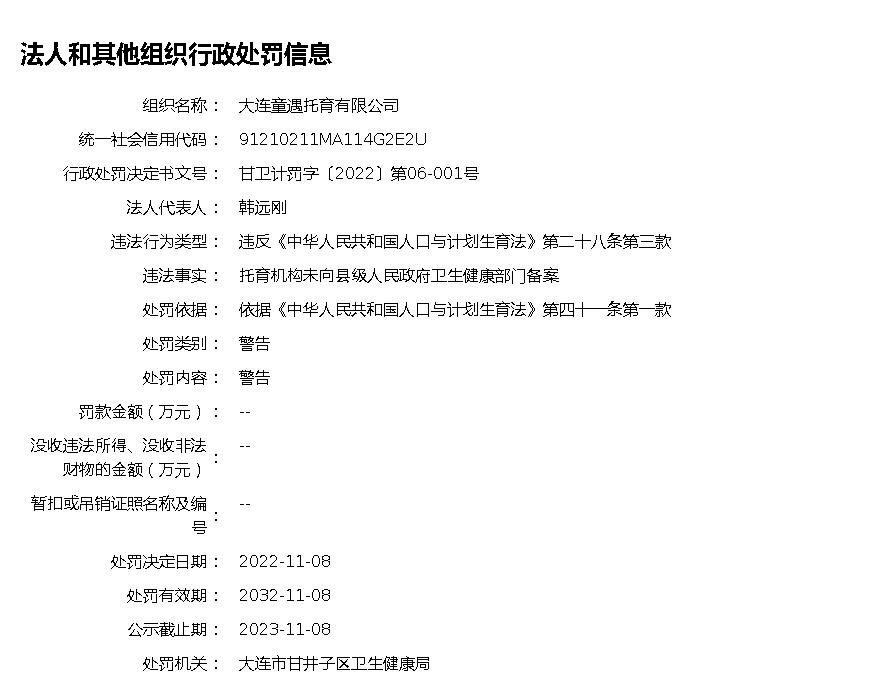 法人和其他组织行政处罚信息
组织名称： 大连童遇托育有限公司
统一社会信用代码： 91210211MA114G2E2U
行政处罚决定书文号： 甘卫计罚字〔2022〕第06-001号
法人代表人： 韩远刚
违法行为类型： 违反《中华人民共和国人口与计划生育法》第二十八条第三款
违法事实： 托育机构未向县级人民政府卫生健康部门备案
处罚依据： 依据《中华人民共和国人口与计划生育法》第四十一条第一款
处罚类别： 警告
处罚内容： 警告
罚款金额（万元）： --
没收违法所得、没收非法
财物的金额（万元）： --
暂扣或吊销证照名称及编
号： --
处罚决定日期： 2022-11-08
处罚有效期： 2032-11-08
公示截止期： 2023-11-08
处罚机关： 大连市甘井子区卫生健康局